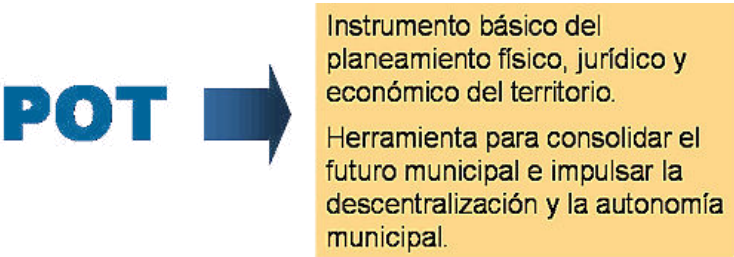 POT
Instrumento básico del
planeamiento físico, jurídico y
económico del territorio.
Herramienta para consolidar el
futuro municipal e impulsar la
descentralización y la autonomía
municipal.